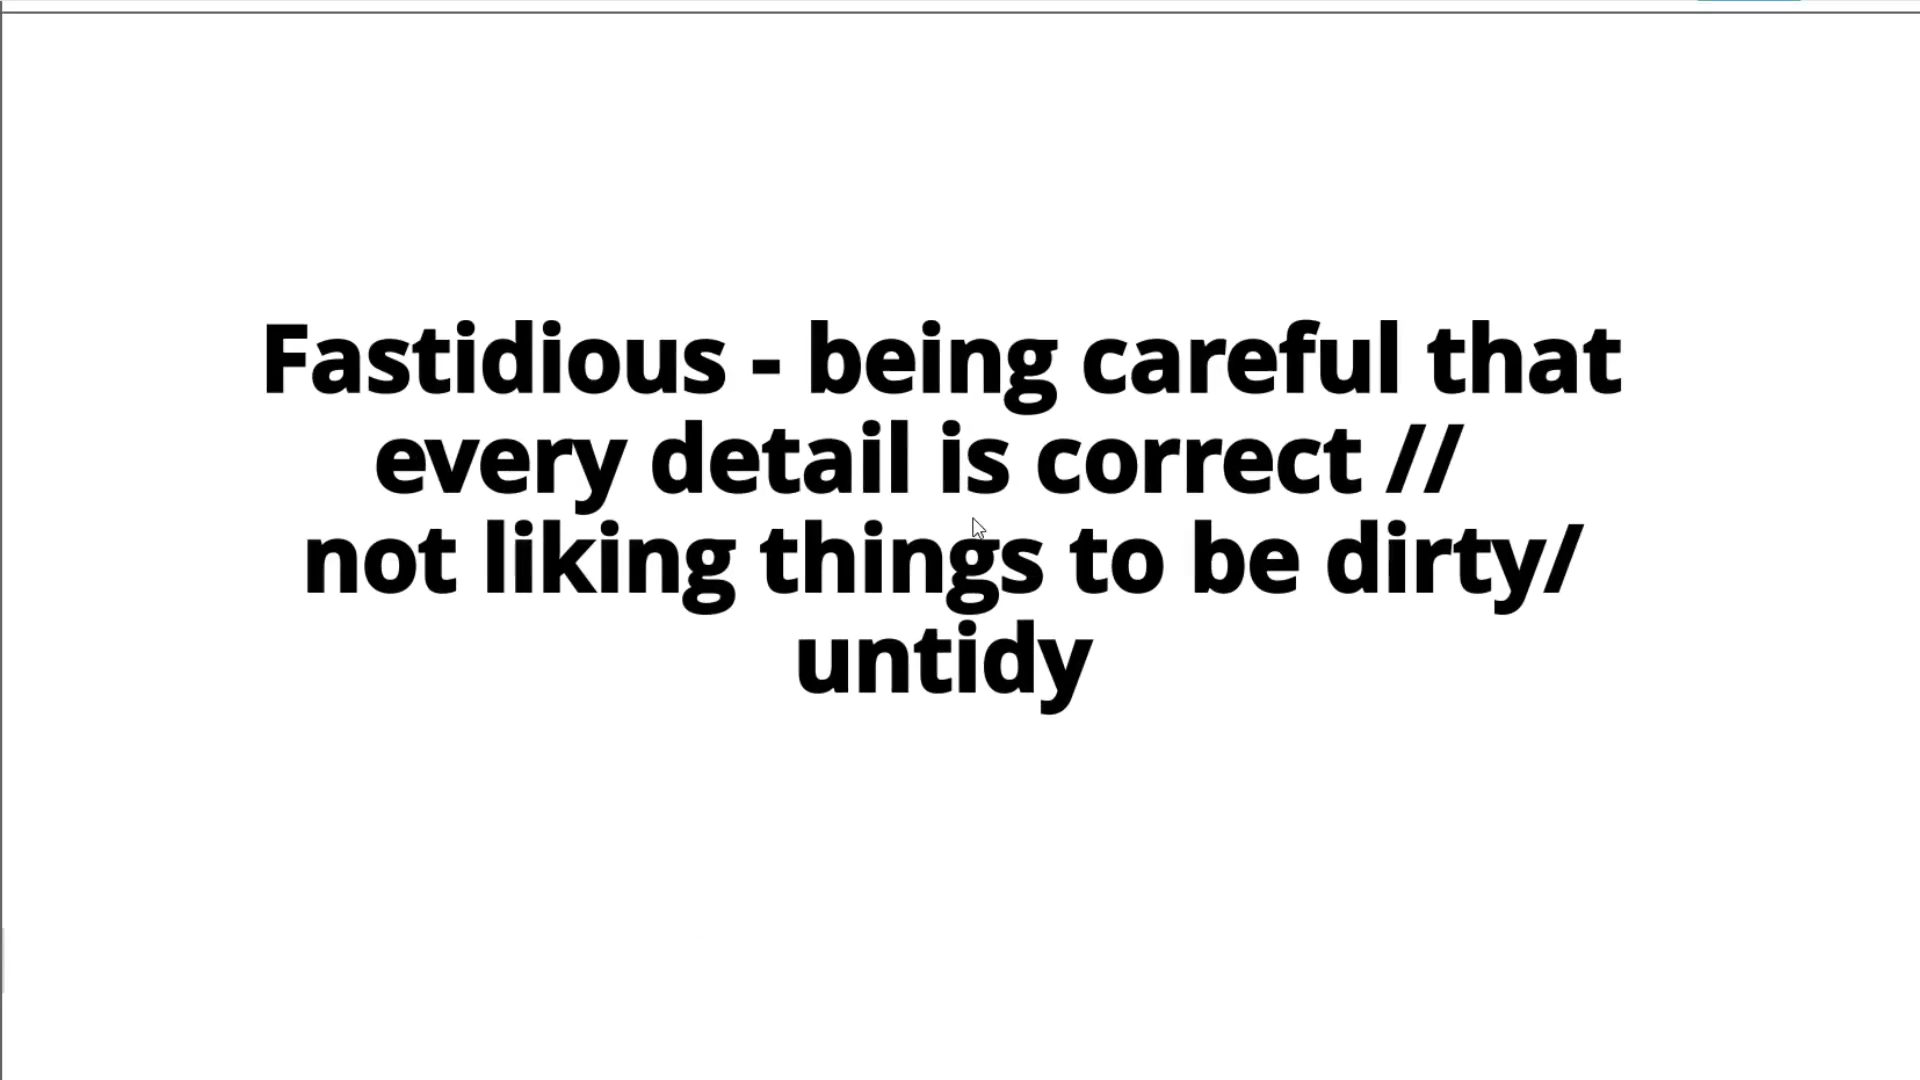 Fastidious - being careful that
every detail is correct //
not liking things to be dirty/
untidy